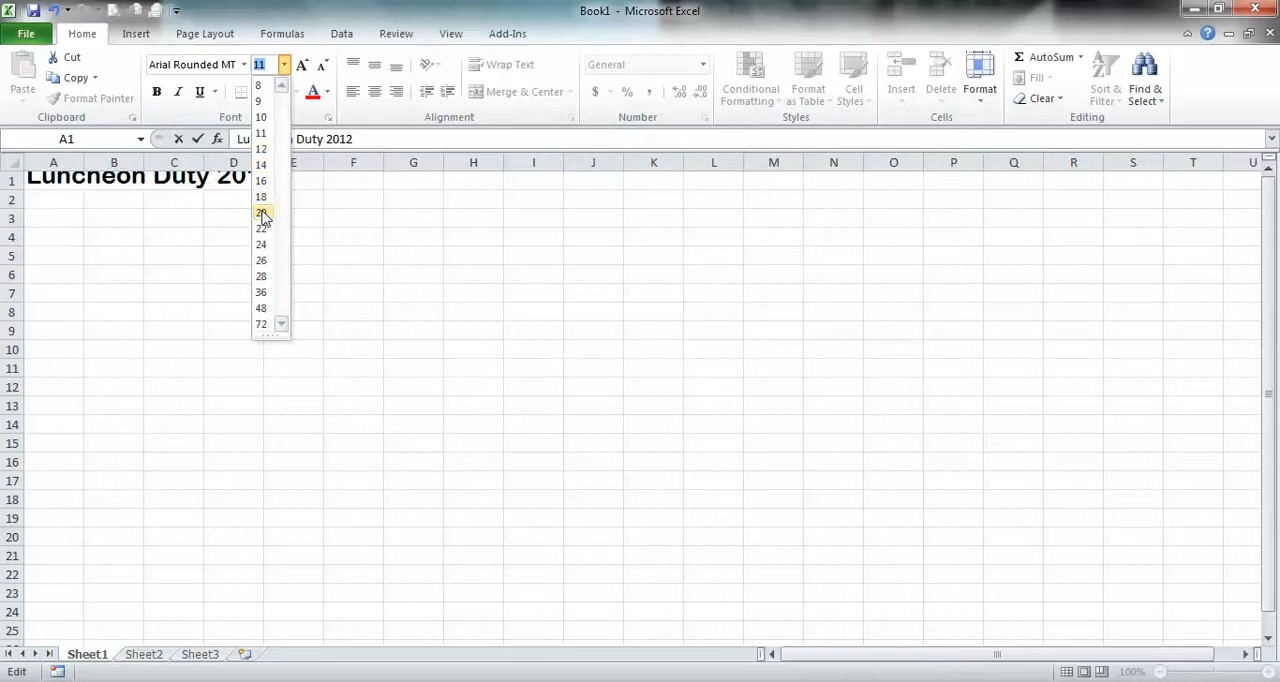 Book1 - Microsoft Excel
File Home Insert Page Layout Formulas Data Review View Add-Ins
Paste
Cut
Copy
Format Painter
Clipboard
Arial Rounded MT 11
A A
B I U A
Font
Wrap Text
Merge & Center
Alignment
General
$ % ,
Number
Conditional Formatting
Format as Table
Cell Styles
Styles
Insert Delete Format
Cells
Σ AutoSum
Fill
Clear
Sort & Filter
Find & Select
Editing
A1 fx Duty 2012
8
9
10
11
12
14
16
18
20
22
24
26
28
36
48
72
A B C D E F G H I J K L M N O P Q R S T U
1 Luncheon Duty
2
3
4
5
6
7
8
9
10
11
12
13
14
15
16
17
18
19
20
21
22
23
24
25
Sheet1 Sheet2 Sheet3
Edit 100%